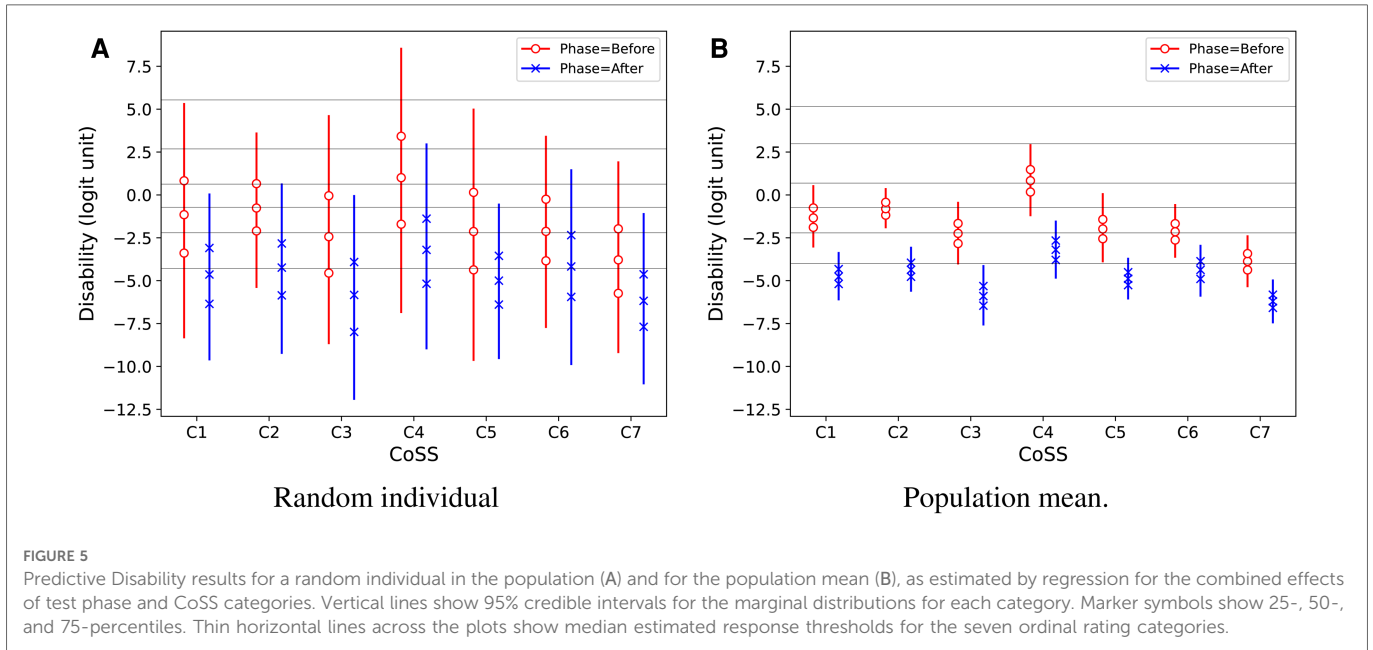 A
Phase=Before
Phase=After
7.5
5.0
2.5
0.0
−2.5
−5.0
−7.5
−10.0
−12.5
Disability (logit unit)
C1 C2 C3 C4 C5 C6 C7
CoSS
Random individual
B
Phase=Before
Phase=After
7.5
5.0
2.5
0.0
−2.5
−5.0
−7.5
−10.0
−12.5
Disability (logit unit)
C1 C2 C3 C4 C5 C6 C7
CoSS
Population mean.
FIGURE 5
Predictive Disability results for a random individual in the population (A) and for the population mean (B), as estimated by regression for the combined effects
of test phase and CoSS categories. Vertical lines show 95% credible intervals for the marginal distributions for each category. Marker symbols show 25-, 50-,
and 75-percentiles. Thin horizontal lines across the plots show median estimated response thresholds for the seven ordinal rating categories.